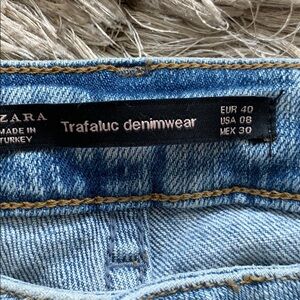 ZARA
MADE IN
TURKEY
Trafaluc denimwear
EUR 40
USA 08
MEX 30